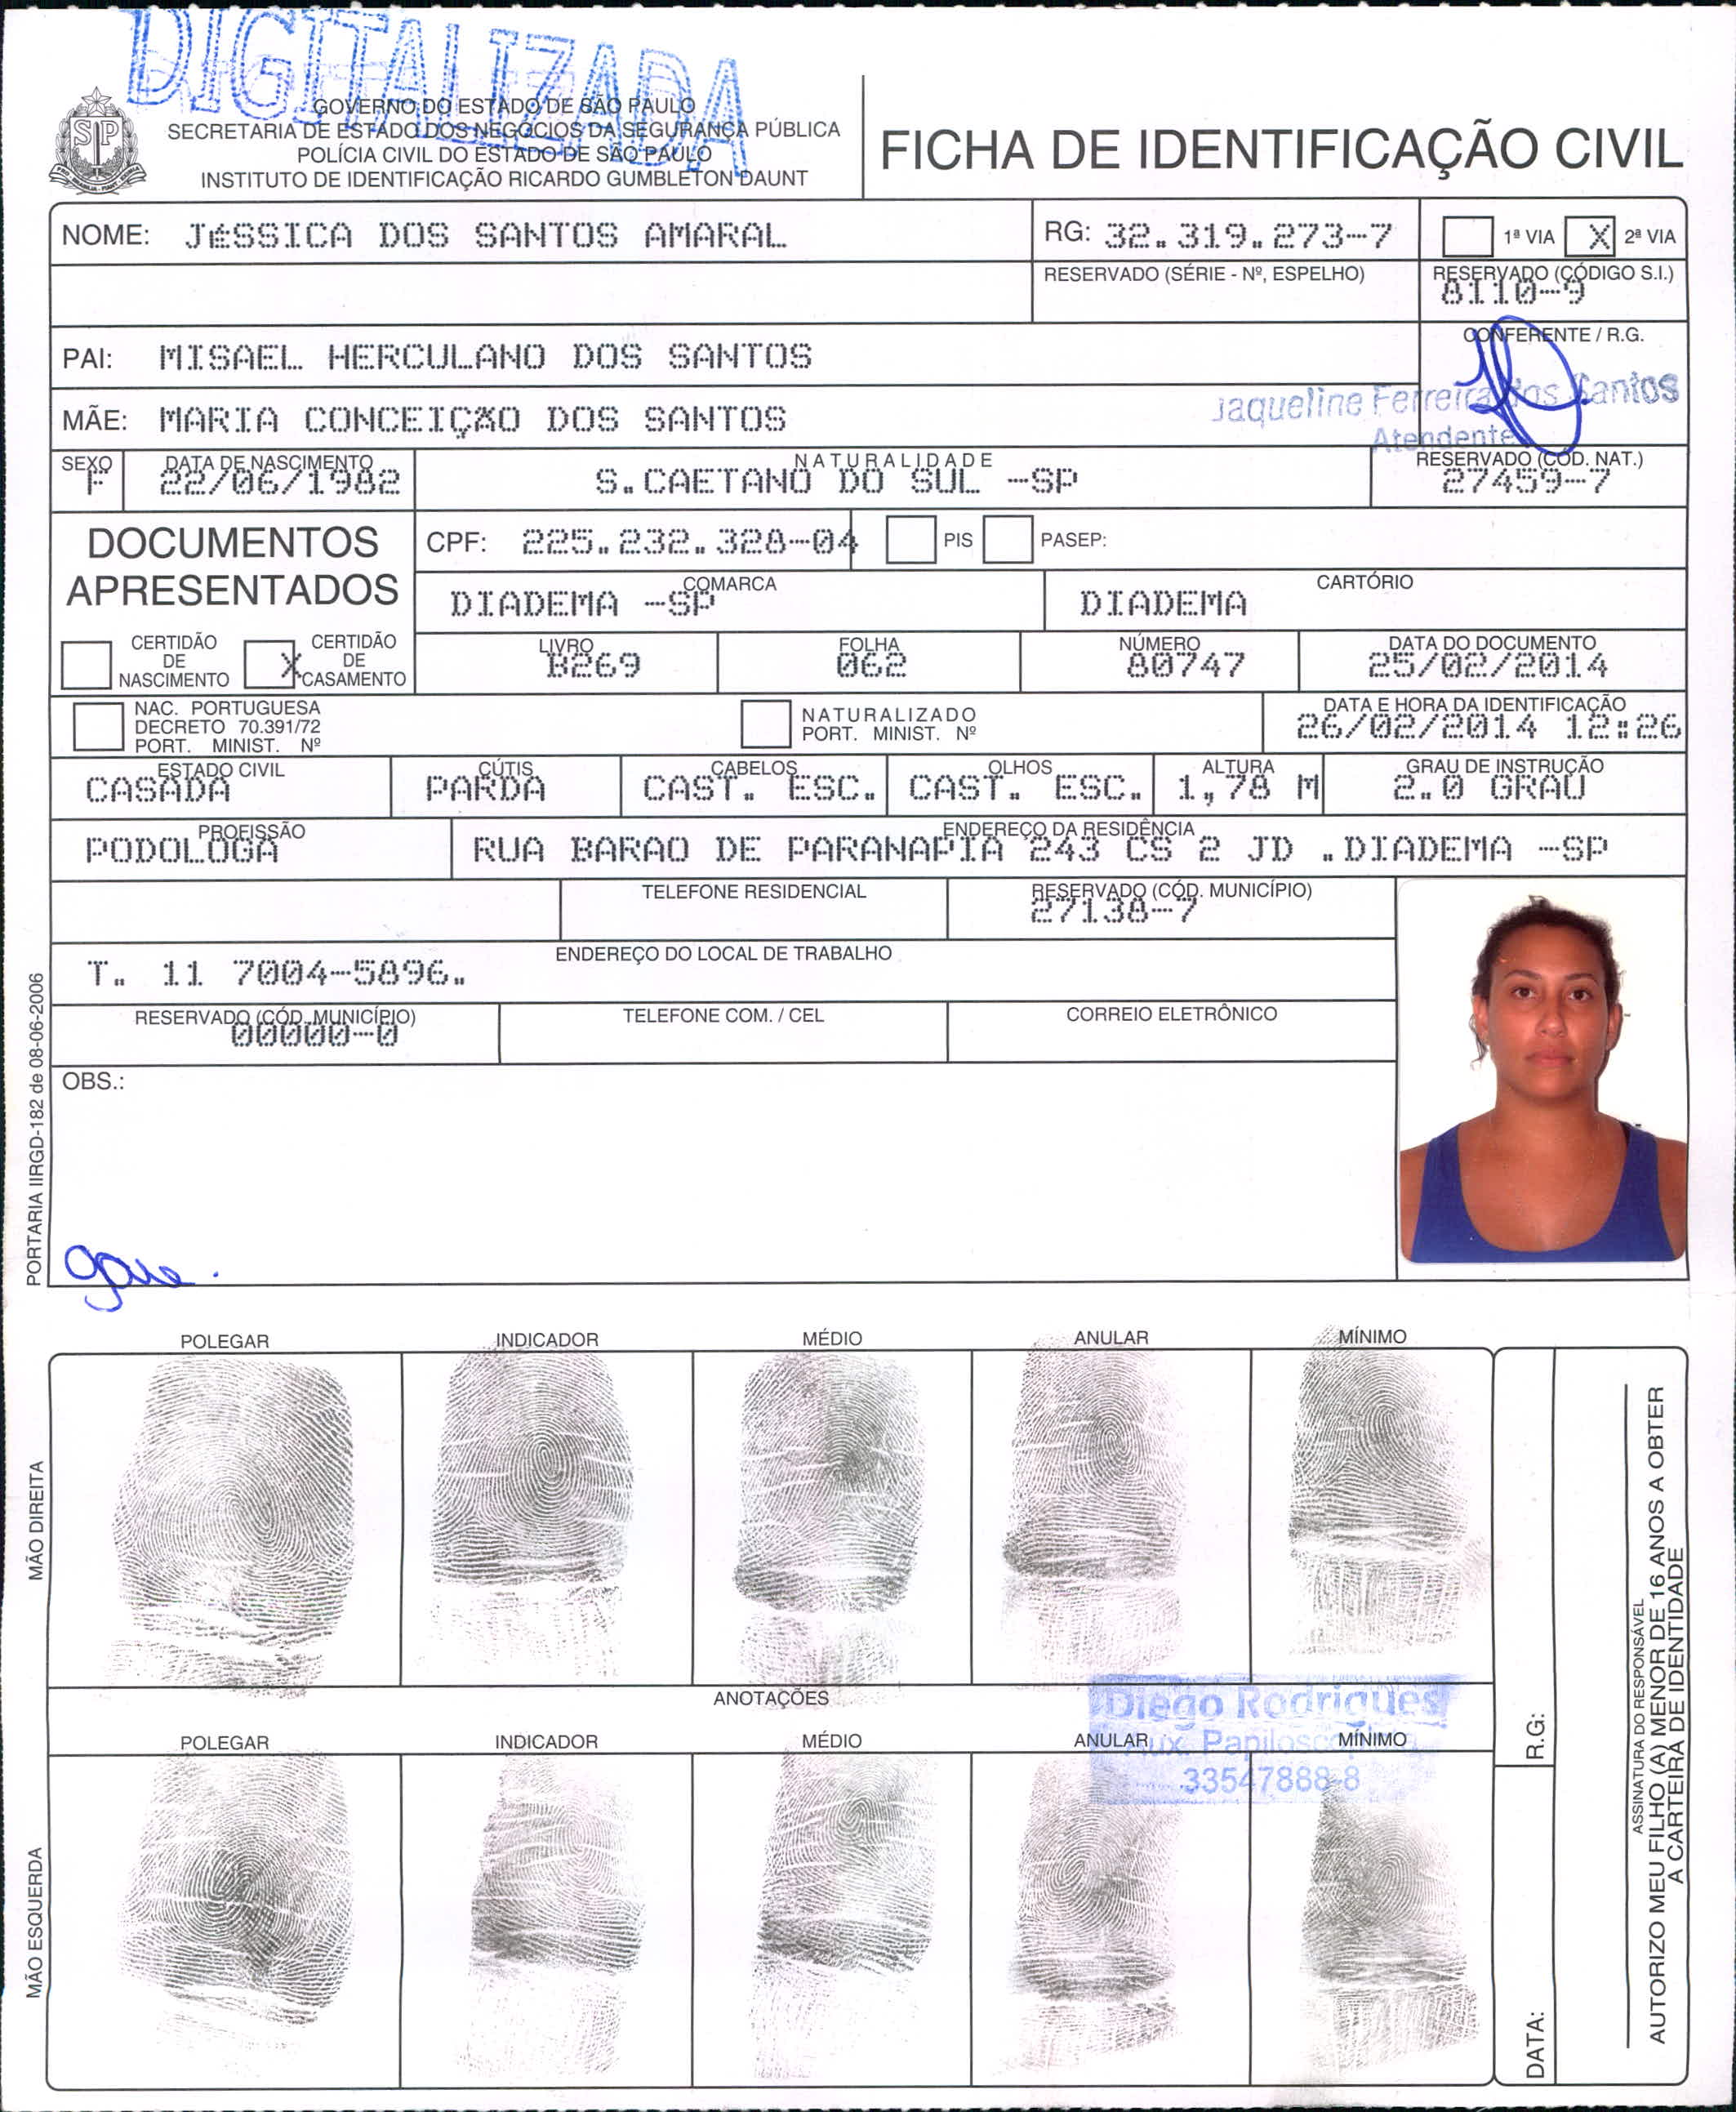 DIGITALIZADA
GOVERNO DO ESTADO DE SÃO PAULO
SECRETARIA DE ESTADO DOS NEGÓCIOS DA SEGURANÇA PÚBLICA
POLÍCIA CIVIL DO ESTADO DE SÃO PAULO
INSTITUTO DE IDENTIFICAÇÃO RICARDO GUMBLETON DAUNT
FICHA DE IDENTIFICAÇÃO CIVIL
NOME: JÉSSICA DOS SANTOS AMARAL
RG: 32.319.273-7
1ª VIA X 2ª VIA
RESERVADO (SÉRIE - Nº, ESPELHO)
RESERVADO (CÓDIGO S.I.)
8110-9
PAI: MISAEL HERCULANO DOS SANTOS
CONFERENTE / R.G.
MÃE: MARIA CONCEIÇÃO DOS SANTOS
Jaqueline Ferreira dos Santos
Atendente
SEXO
F
DATA DE NASCIMENTO
22/06/1982
NATURALIDADE
S.CAETANO DO SUL -SP
RESERVADO (CÓD. NAT.)
27459-7
DOCUMENTOS
APRESENTADOS
CPF: 225.232.328-04
PIS
PASEP:
COMARCA
DIADEMA -SP
CARTÓRIO
DIADEMA
CERTIDÃO
DE
NASCIMENTO
X
CERTIDÃO
DE
CASAMENTO
LIVRO
B269
FOLHA
062
NÚMERO
80747
DATA DO DOCUMENTO
25/02/2014
NAC. PORTUGUESA
DECRETO 70.391/72
PORT. MINIST. Nº
NATURALIZADO
PORT. MINIST. Nº
DATA E HORA DA IDENTIFICAÇÃO
26/02/2014 12:26
ESTADO CIVIL
CASADA
CÚTIS
PARDA
CABELOS
CAST. ESC.
OLHOS
CAST. ESC.
ALTURA
1,78 M
GRAU DE INSTRUÇÃO
2.0 GRAU
PROFISSÃO
PODOLOGA
ENDEREÇO DA RESIDÊNCIA
RUA BARAO DE PARANAPIA 243 CS 2 JD .DIADEMA -SP
TELEFONE RESIDENCIAL
RESERVADO (CÓD. MUNICÍPIO)
27138-7
ENDEREÇO DO LOCAL DE TRABALHO
T. 11 7004-5896.
RESERVADO (CÓD. MUNICÍPIO)
00000-0
TELEFONE COM. / CEL
CORREIO ELETRÔNICO
OBS.:
PORTARIA IIRGD-182 de 08-06-2006
POLEGAR INDICADOR MÉDIO ANULAR MÍNIMO
MÃO DIREITA
ANOTAÇÕES
Diego Rodrigues
33547888-8
POLEGAR INDICADOR MÉDIO ANULAR MÍNIMO
MÃO ESQUERDA
R.G:
DATA:
ASSINATURA DO RESPONSÁVEL
AUTORIZO MEU FILHO (A) MENOR DE 16 ANOS A OBTER
A CARTEIRA DE IDENTIDADE